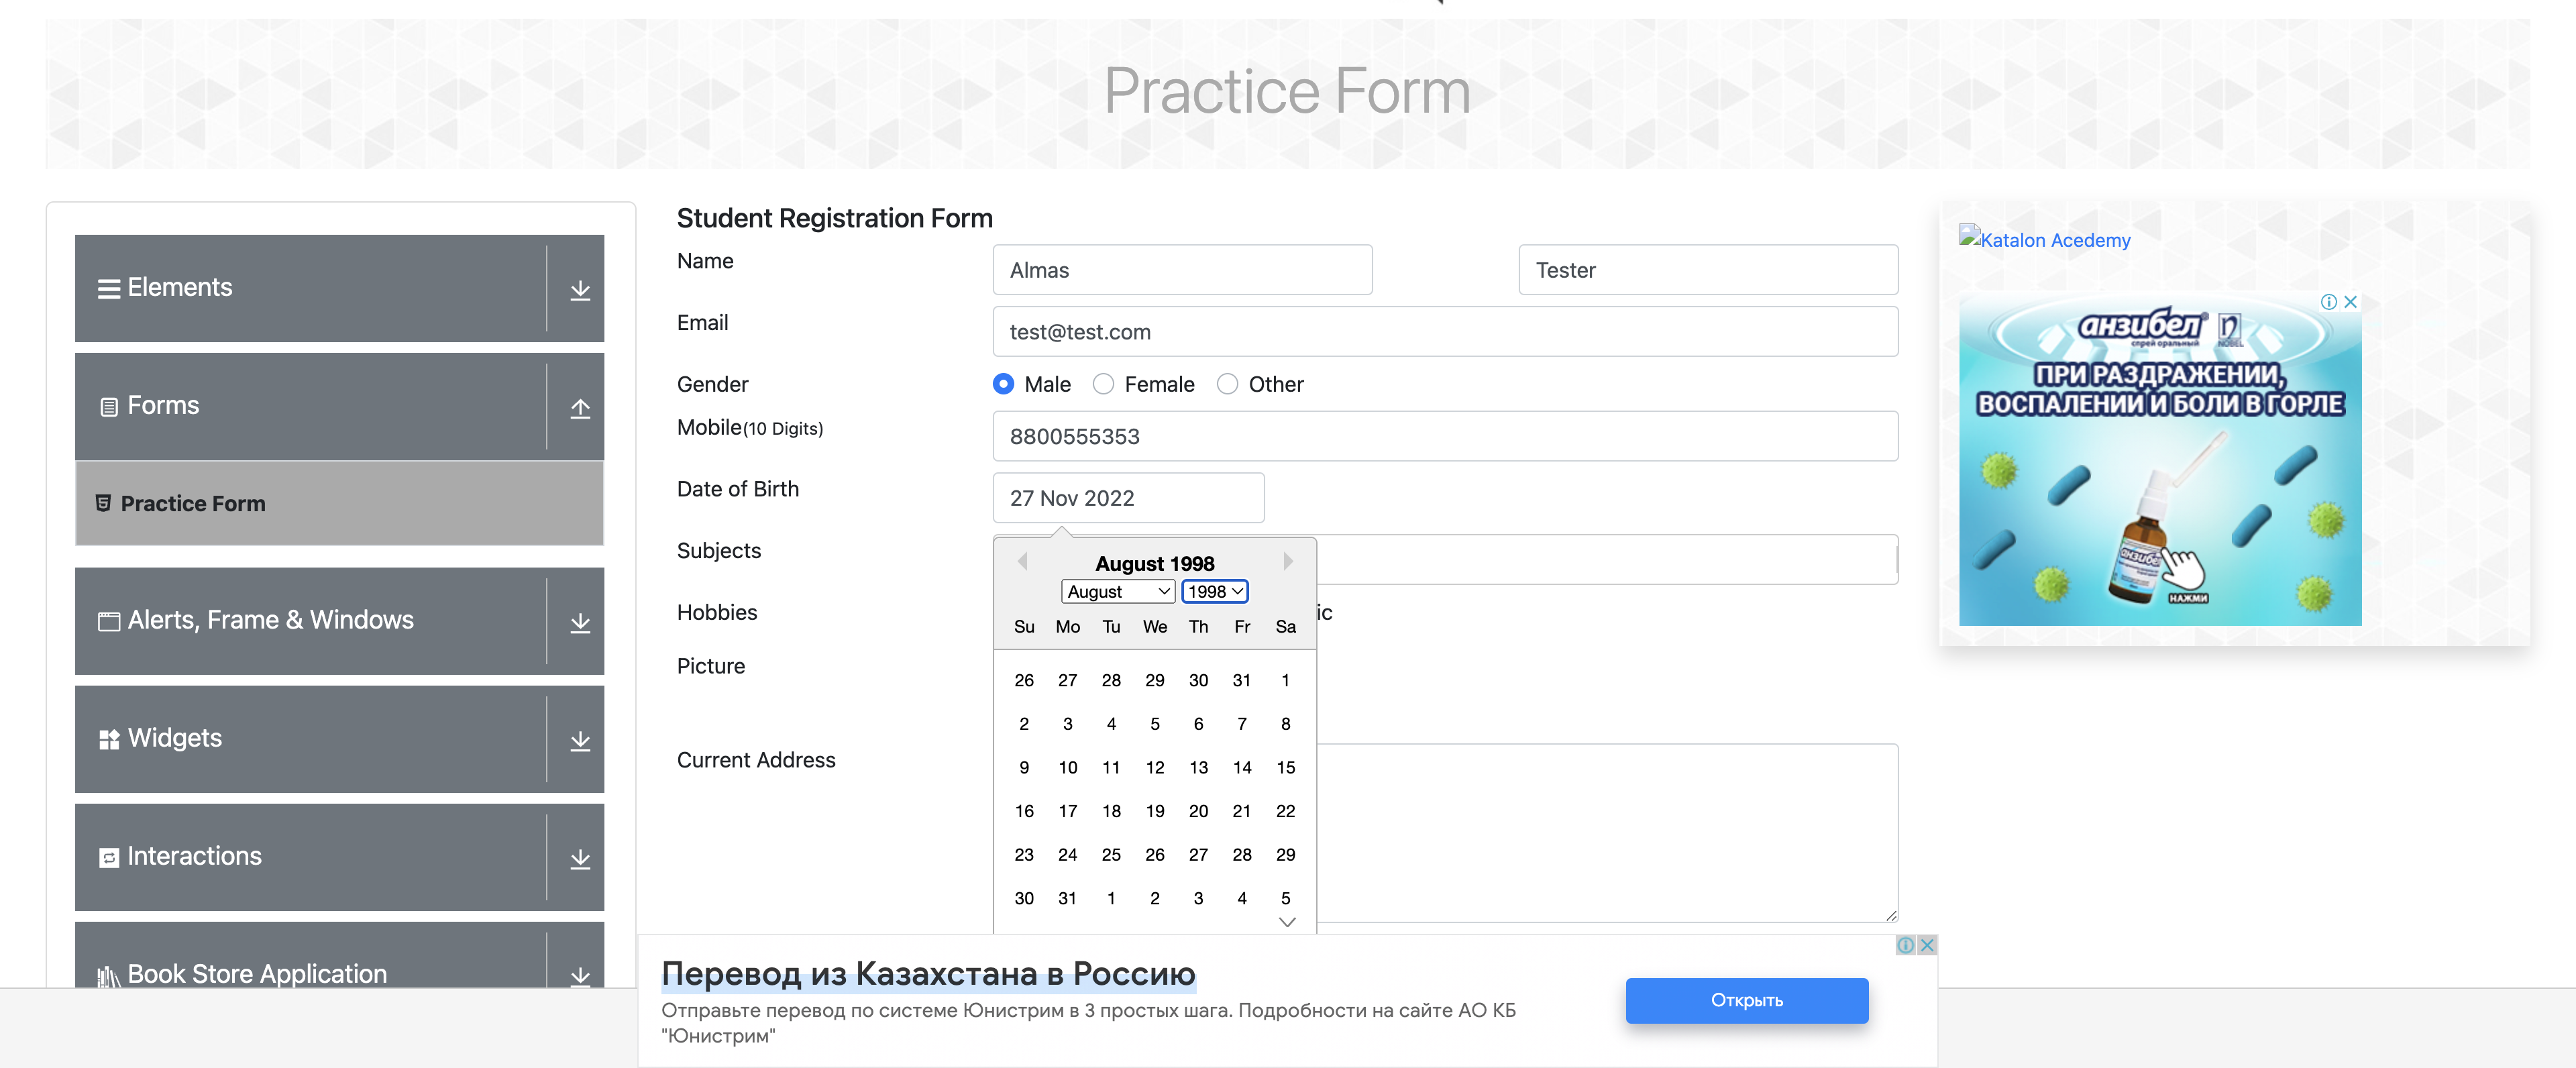 Practice Form
Elements
Forms
Practice Form
Alerts, Frame & Windows
Widgets
Interactions
Book Store Application
Student Registration Form
Name
Almas
Tester
Email
test@test.com
Gender
Male
Female
Other
Mobile(10 Digits)
8800555353
Date of Birth
27 Nov 2022
Subjects
August 1998
August
1998
Su Mo Tu We Th Fr Sa
26 27 28 29 30 31 1
2 3 4 5 6 7 8
9 10 11 12 13 14 15
16 17 18 19 20 21 22
23 24 25 26 27 28 29
30 31 1 2 3 4 5
Hobbies
ic
Picture
Current Address
Katalon Acedemy
анзибел®
спрей оральный
NOBEL
ПРИ РАЗДРАЖЕНИИ,
ВОСПАЛЕНИИ И БОЛИ В ГОРЛЕ
анзибел
НАЖМИ
Перевод из Казахстана в Россию
Отправьте перевод по системе Юнистрим в 3 простых шага. Подробности на сайте АО КБ
"Юнистрим"
Открыть